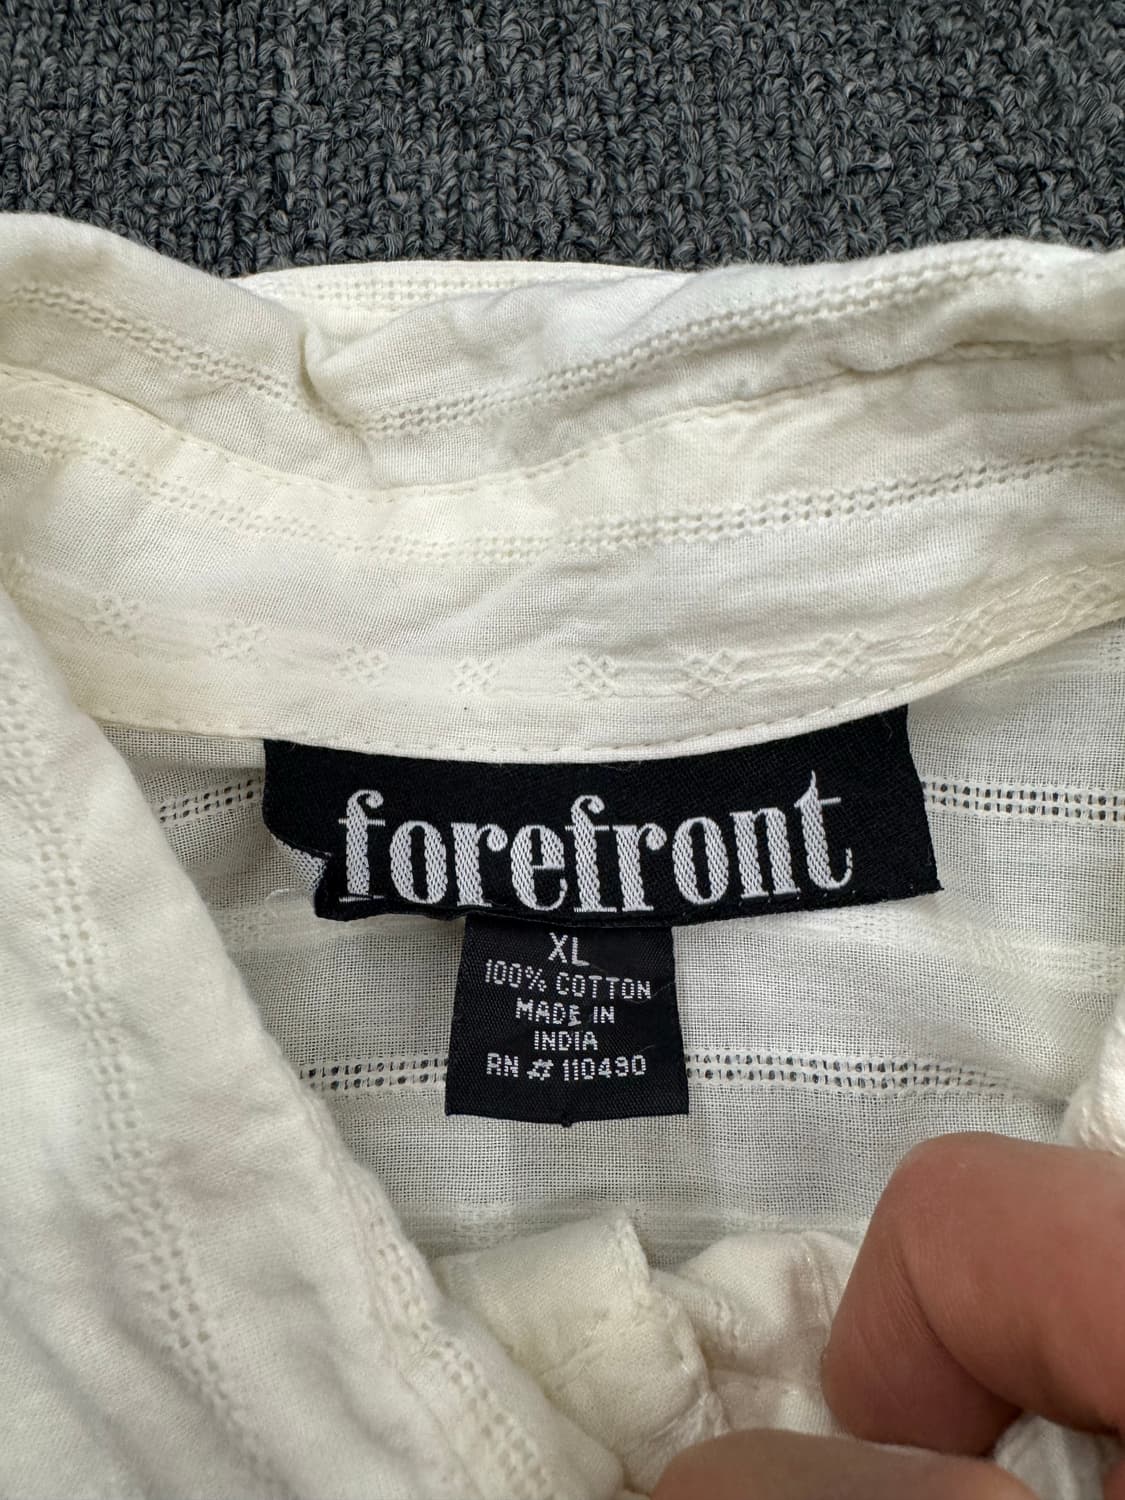 forefront
XL
100% COTTON
MADE IN
INDIA
RN # 110490